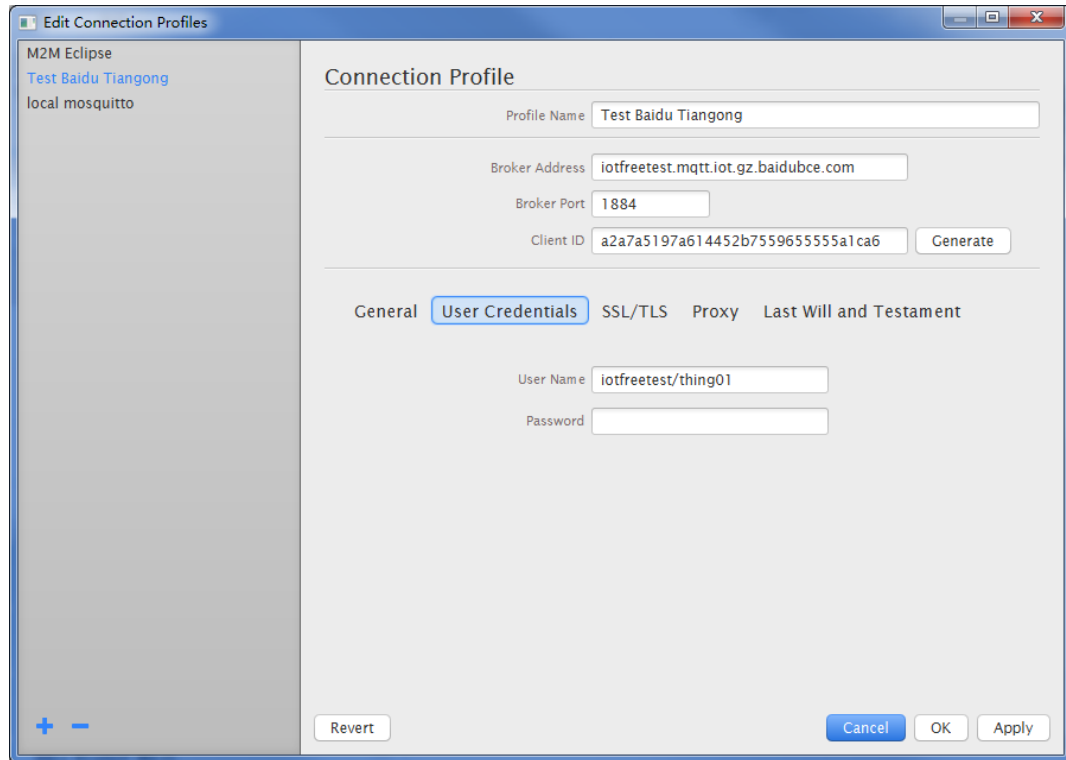 Edit Connection Profiles
M2M Eclipse
Test Baidu Tiangong
local mosquitto
Connection Profile
Profile Name Test Baidu Tiangong
Broker Address iotfreetest.mqtt.iot.gz.baidubce.com
Broker Port 1884
Client ID a2a7a5197a614452b7559655555a1ca6 Generate
General User Credentials SSL/TLS Proxy Last Will and Testament
User Name iotfreetest/thing01
Password
Revert Cancel OK Apply